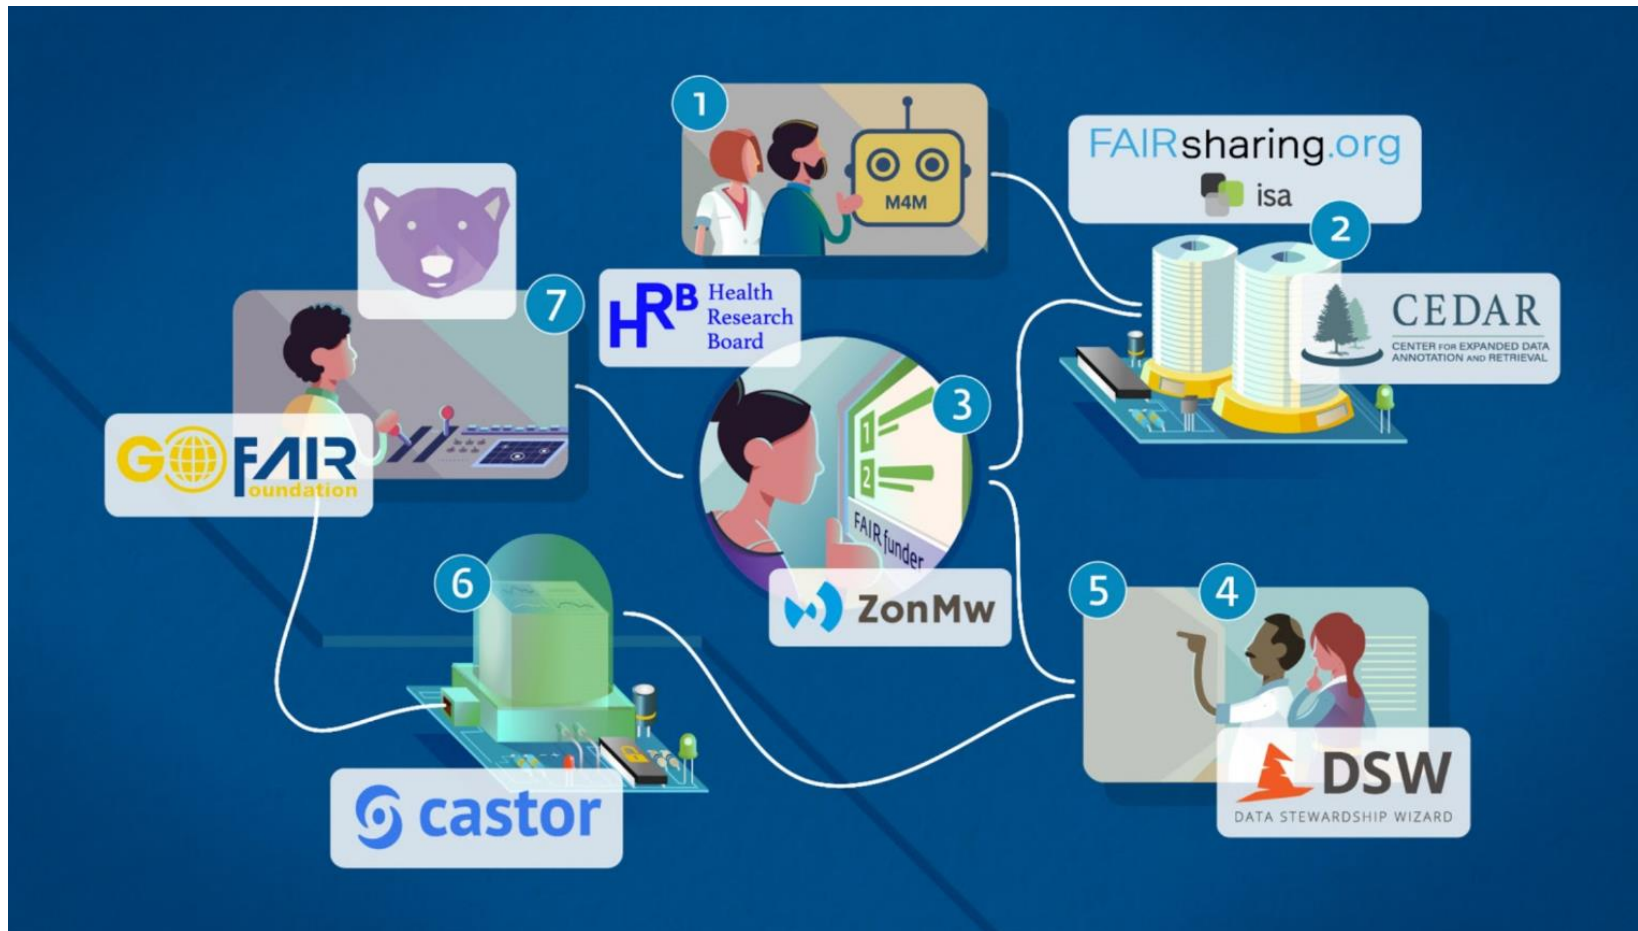 1
M4M
FAIRsharing.org
isa
2
CEDAR
CENTER FOR EXPANDED DATA
ANNOTATION AND RETRIEVAL
7
HRB Health
Research
Board
3
1
2
FAIR funder
ZonMw
GO FAIR
Foundation
6
castor
5
4
DSW
DATA STEWARDSHIP WIZARD